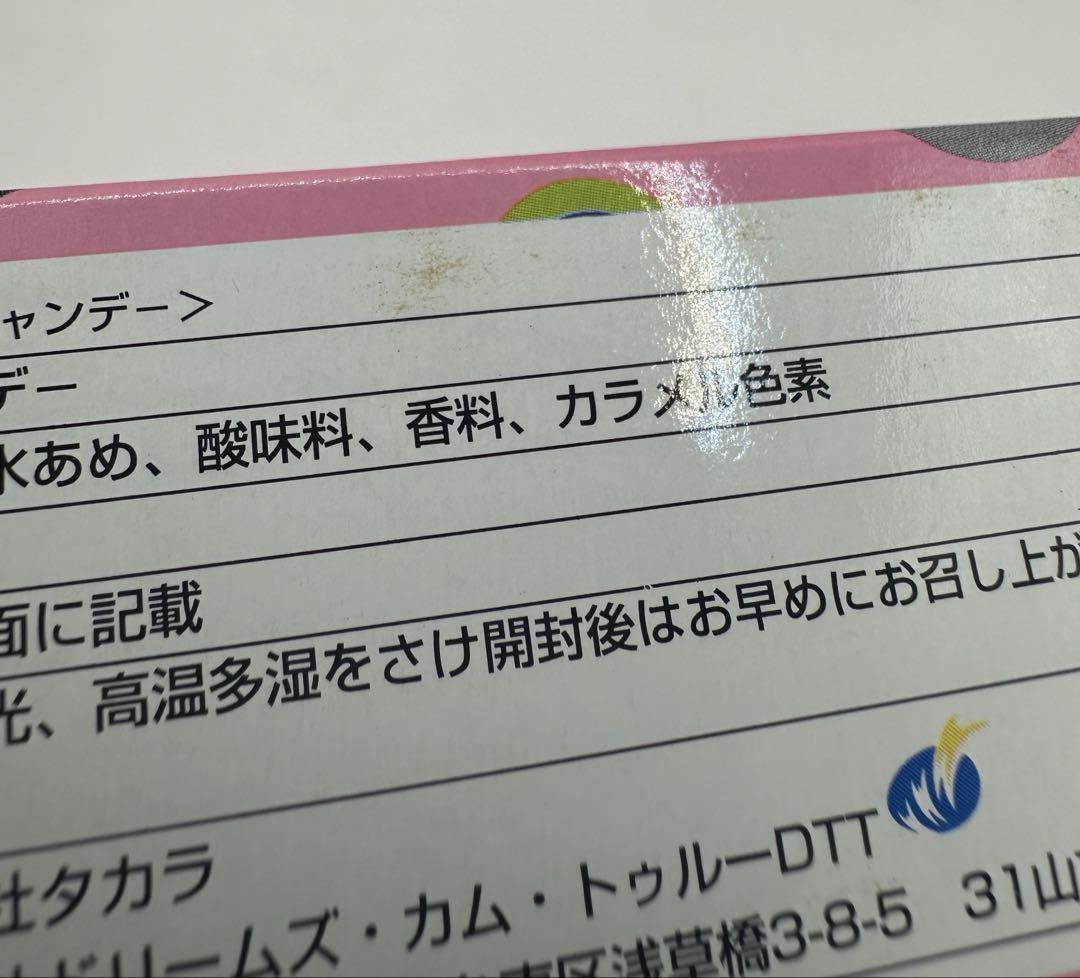 ャンデー＞
デー
水あめ、酸味料、香料、カラメル色素
面に記載
光、高温多湿をさけ開封後はお早めにお召し上が
社タカラ
ドリームズ・カム・トゥルーDTT
台東区浅草橋3-8-5 31山